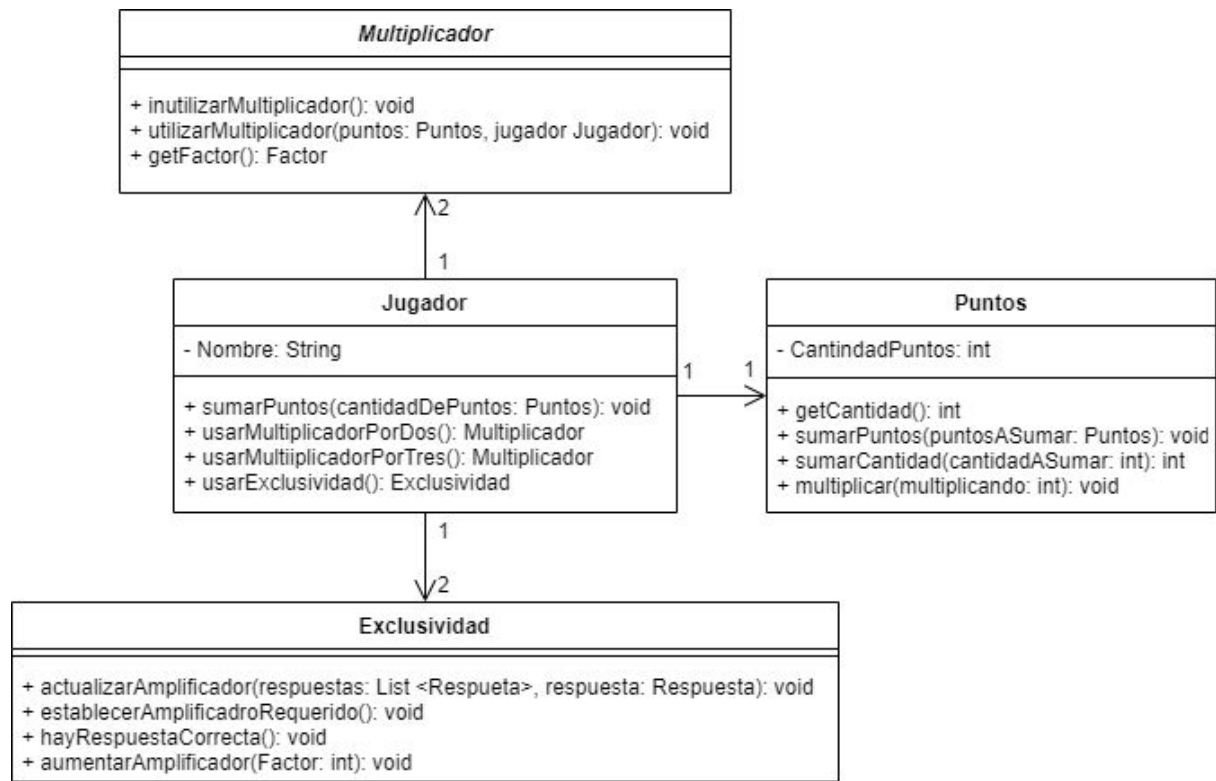 Multiplicador
+ inutilizarMultiplicador(): void
+ utilizarMultiplicador(puntos: Puntos, jugador Jugador): void
+ getFactor(): Factor
2
1
Jugador
- Nombre: String
+ sumarPuntos(cantidadDePuntos: Puntos): void
+ usarMultiplicadorPorDos(): Multiplicador
+ usarMultiiplicadorPorTres(): Multiplicador
+ usarExclusividad(): Exclusividad
1
1
Puntos
- CantindadPuntos: int
+ getCantidad(): int
+ sumarPuntos(puntosASumar: Puntos): void
+ sumarCantidad(cantidadASumar: int): int
+ multiplicar(multiplicando: int): void
1
2
Exclusividad
+ actualizarAmplificador(respuestas: List <Respueta>, respuesta: Respuesta): void
+ establecerAmplificadroRequerido(): void
+ hayRespuestaCorrecta(): void
+ aumentarAmplificador(Factor: int): void